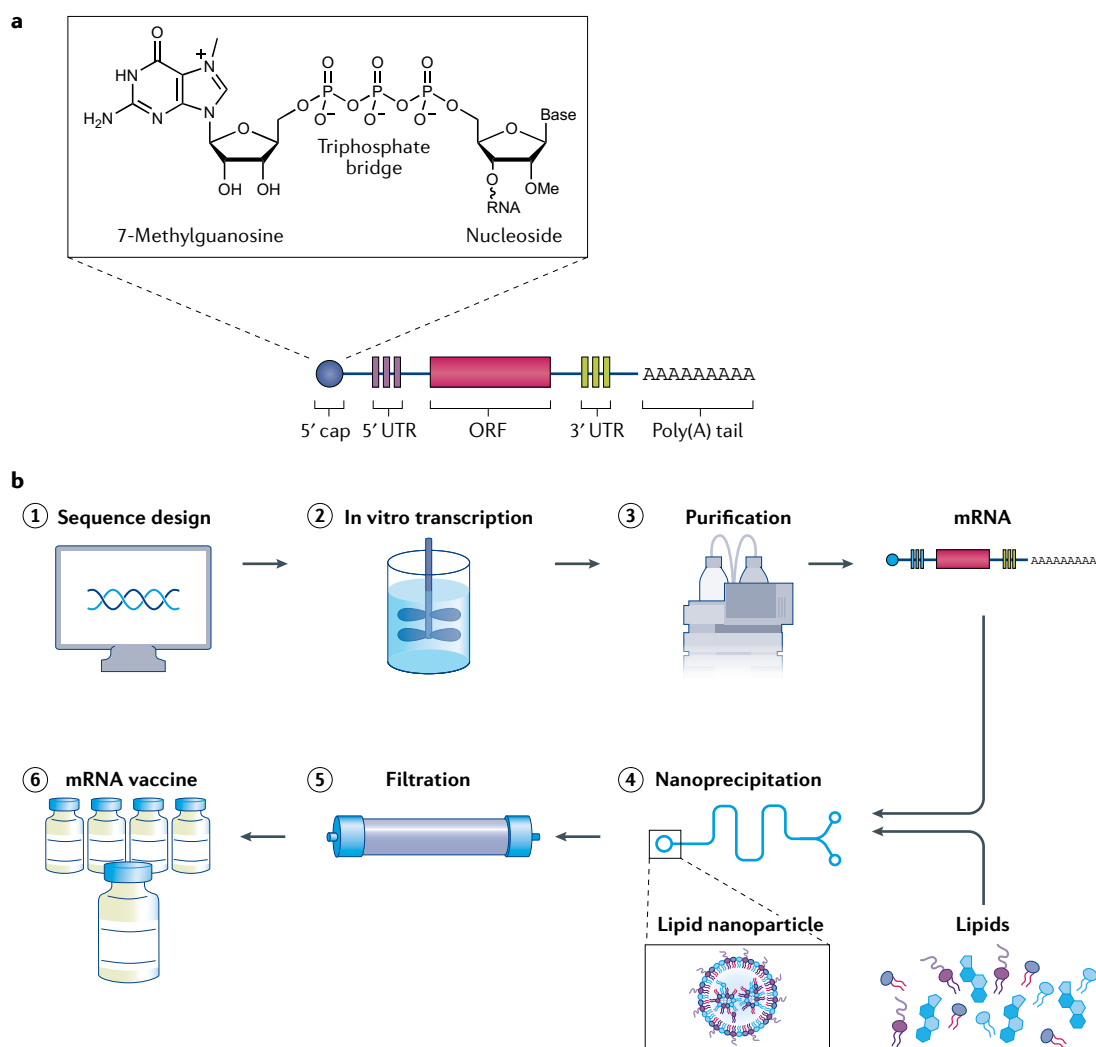 a
O
+
N
HN
H₂N
N
N
O
OH OH
O
O
P
O⁻
O
O
P
O⁻
O
O
P
O⁻
O
O
Base
O
OMe
RNA
Triphosphate
bridge
7-Methylguanosine
Nucleoside
AAAAAAAAA
5′ cap
5′ UTR
ORF
3′ UTR
Poly(A) tail
b
1 Sequence design
2 In vitro transcription
3 Purification
mRNA
AAAAAAAAA
6 mRNA vaccine
5 Filtration
4 Nanoprecipitation
Lipid nanoparticle
Lipids